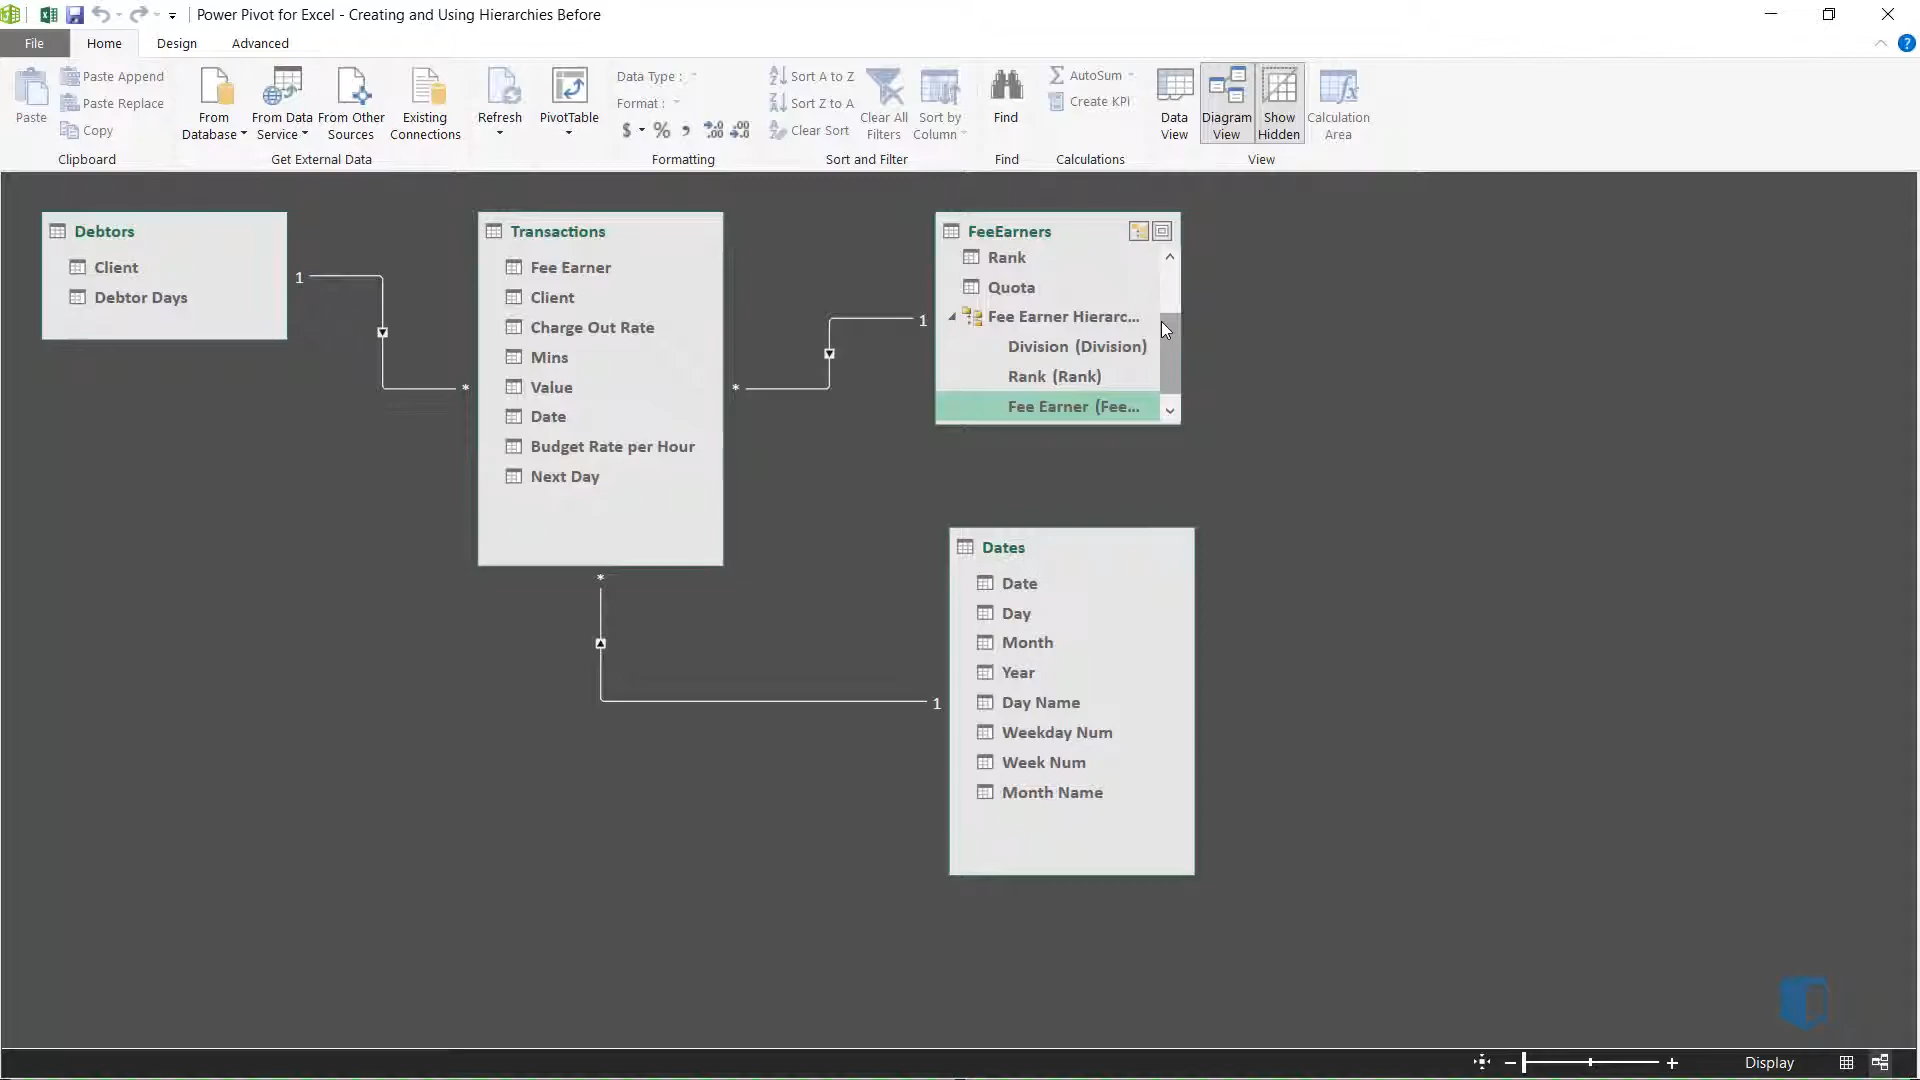 Power Pivot for Excel - Creating and Using Hierarchies Before
File
Home
Design
Advanced
Paste
Paste Append
Paste Replace
Copy
Clipboard
From Database
From Data Service
From Other Sources
Existing Connections
Get External Data
Refresh
PivotTable
Data Type :
Format :
$ %
Formatting
Sort A to Z
Sort Z to A
Clear Sort
Clear All Filters
Sort by Column
Sort and Filter
Find
Find
AutoSum
Create KPI
Calculations
Data View
Diagram View
Show Hidden
Calculation Area
View
Debtors
Client
Debtor Days
1
*
Transactions
Fee Earner
Client
Charge Out Rate
Mins
Value
Date
Budget Rate per Hour
Next Day
*
1
FeeEarners
Rank
Quota
Fee Earner Hierarc...
Division (Division)
Rank (Rank)
Fee Earner (Fee...
*
1
Dates
Date
Day
Month
Year
Day Name
Weekday Num
Week Num
Month Name
Display